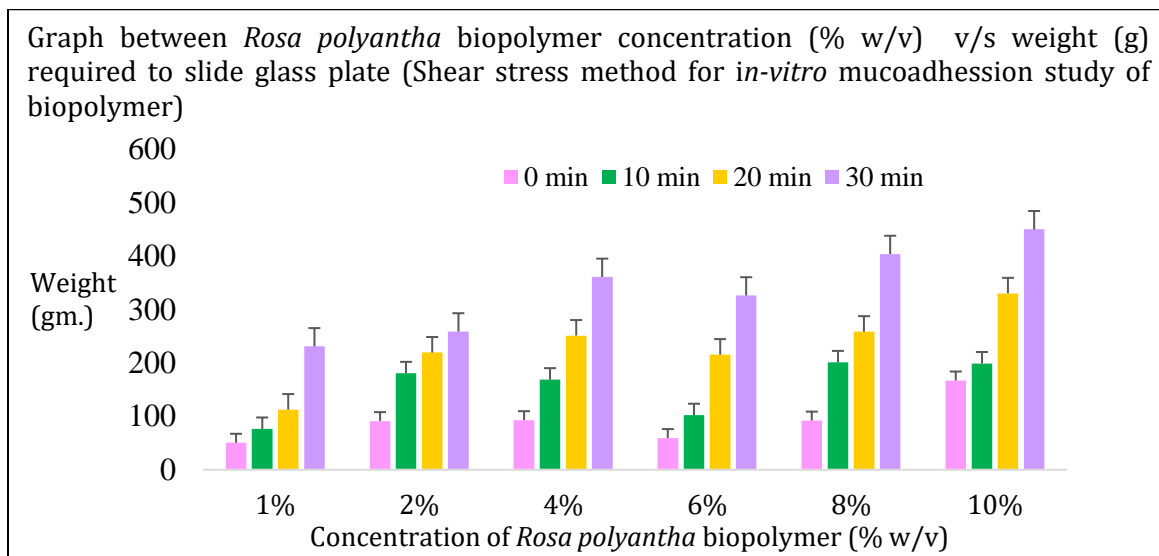 Graph between Rosa polyantha biopolymer concentration (% w/v) v/s weight (g)
required to slide glass plate (Shear stress method for in-vitro mucoadhession study of
biopolymer)
600
0 min 10 min 20 min 30 min
500
400
Weight
(gm.)
300
200
100
0
1% 2% 4% 6% 8% 10%
Concentration of Rosa polyantha biopolymer (% w/v)